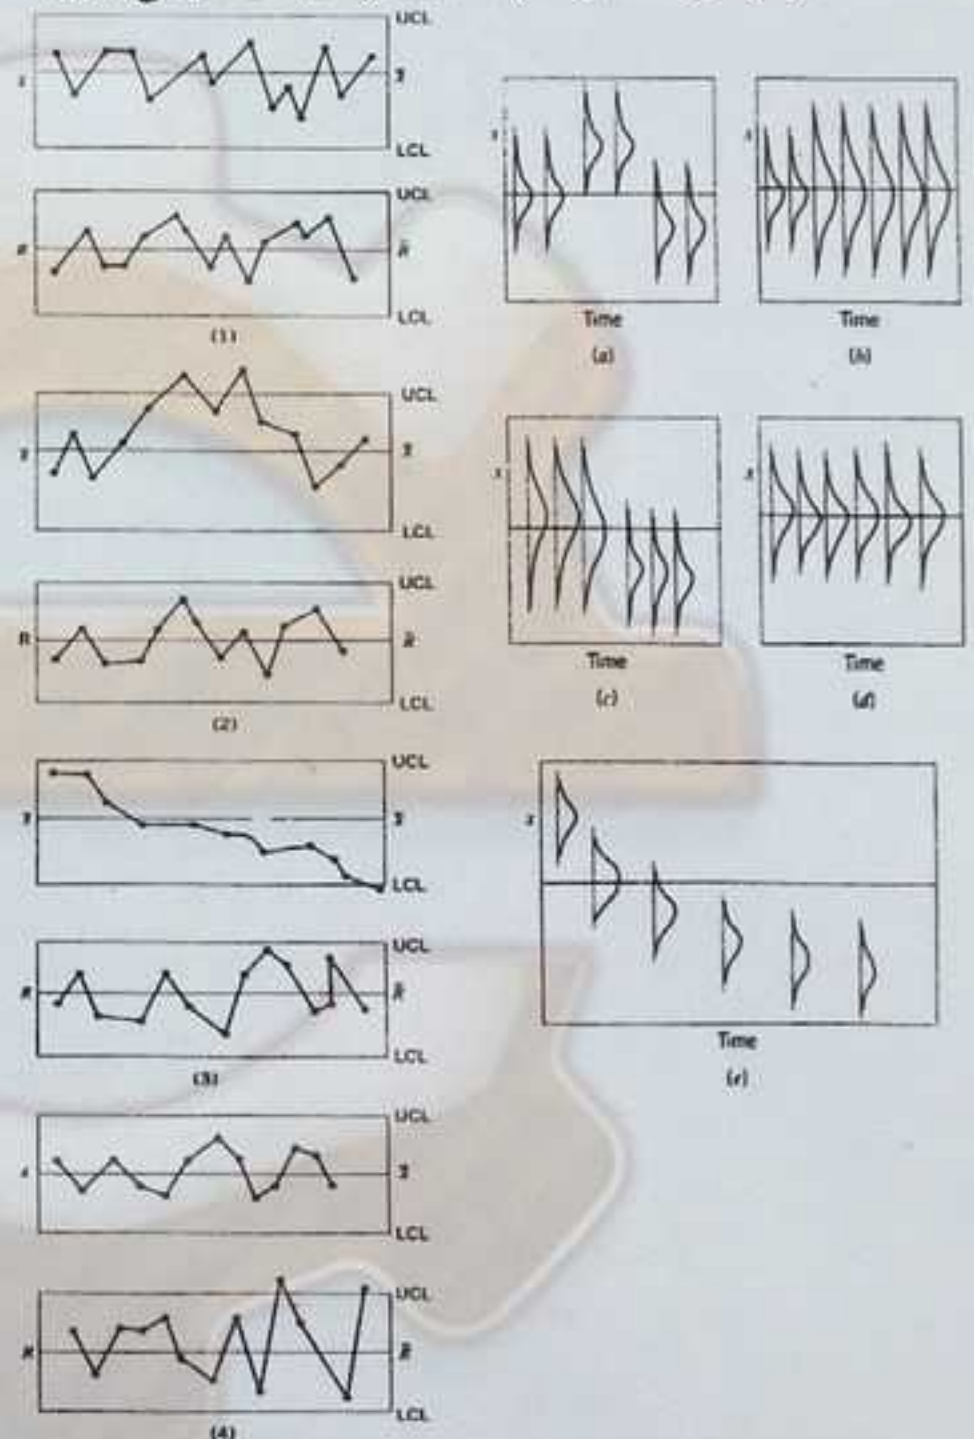 UCL
x̄
LCL
UCL
R̄
LCL
(1)
UCL
x̄
LCL
UCL
R
R̄
LCL
(2)
UCL
x̄
x̄
LCL
UCL
R
R̄
LCL
(3)
UCL
x̄
LCL
UCL
R
R̄
LCL
(4)
Time
Time
(a)
(b)
x
x
Time
Time
(c)
(d)
x
Time
(e)